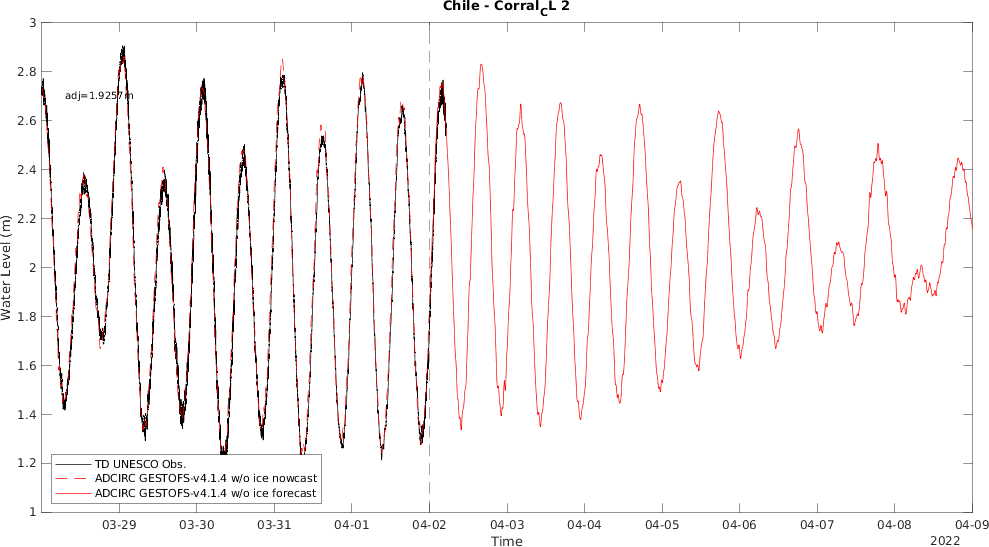 Chile - Corral_CL 2
3
2.8
adj=1.9257m
2.6
2.4
2.2
Water Level (m)
2
1.8
1.6
1.4
1.2
TD UNESCO Obs.
ADCIRC GESTOFS-v4.1.4 w/o ice nowcast
ADCIRC GESTOFS-v4.1.4 w/o ice forecast
1
03-29 03-30 03-31 04-01 04-02 04-03 04-04 04-05 04-06 04-07 04-08 04-09
Time
2022